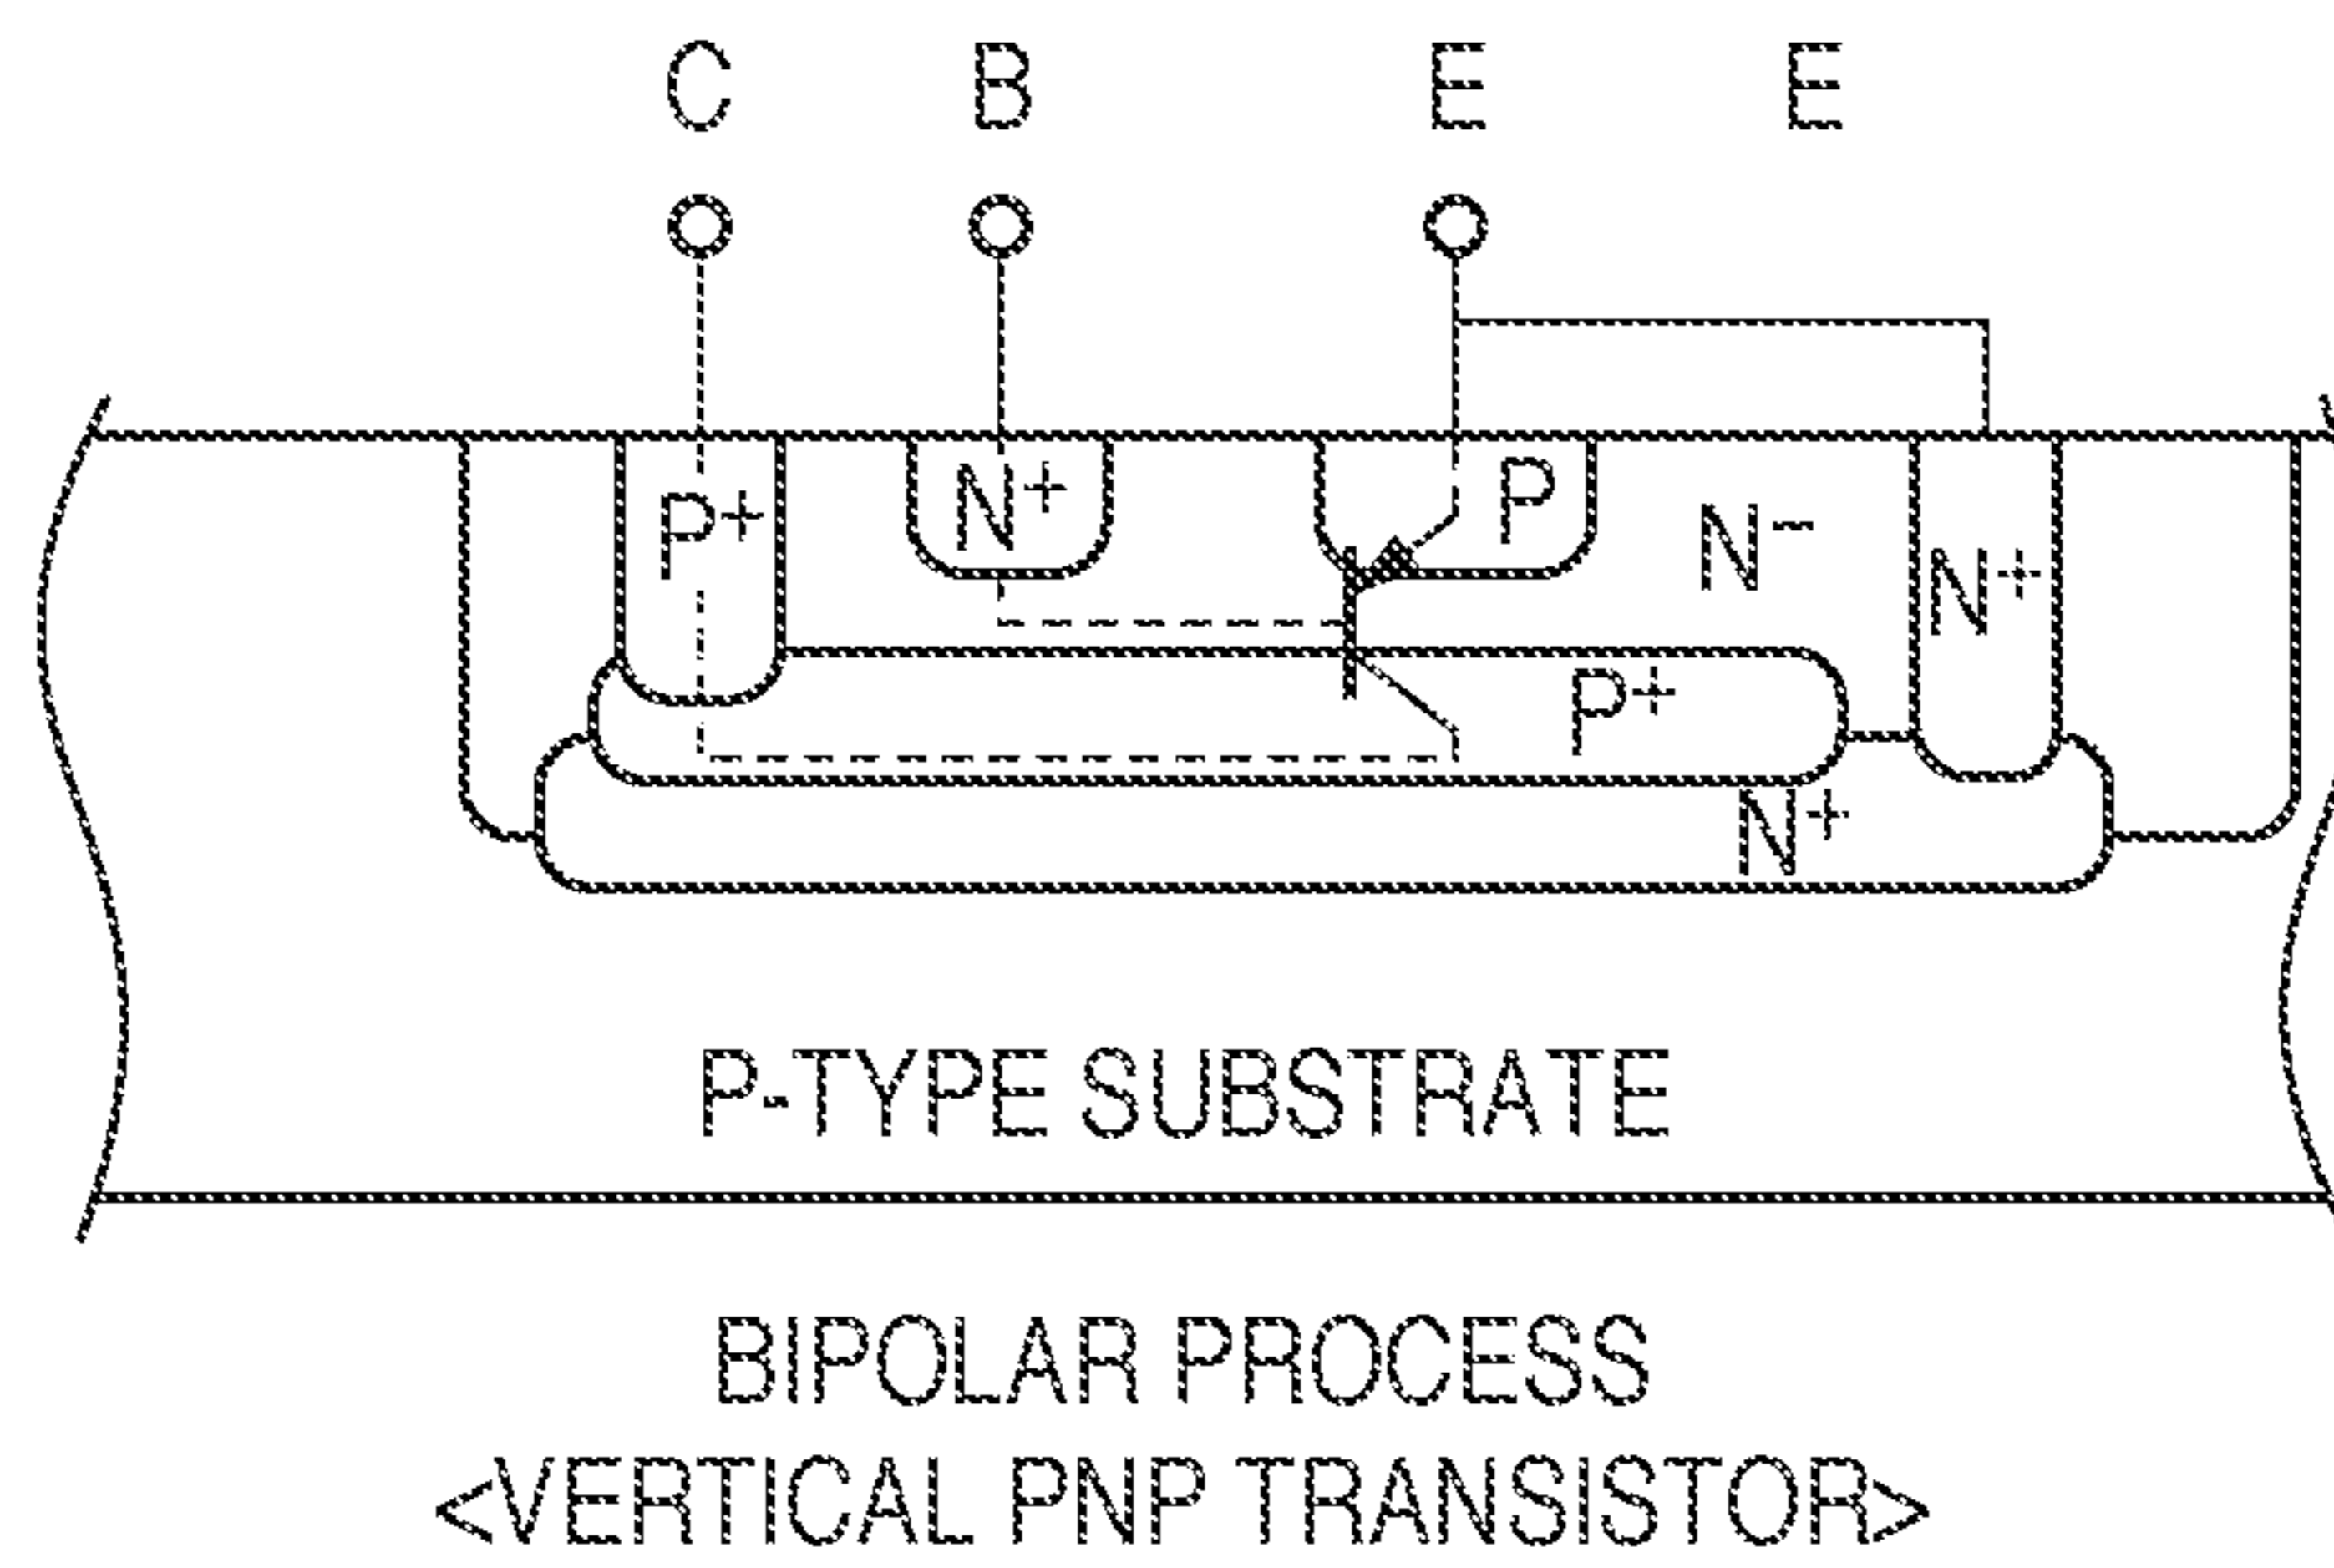 C B E E
P+ N+ P N- N+
P+
N+
P-TYPE SUBSTRATE
BIPOLAR PROCESS
<VERTICAL PNP TRANSISTOR>